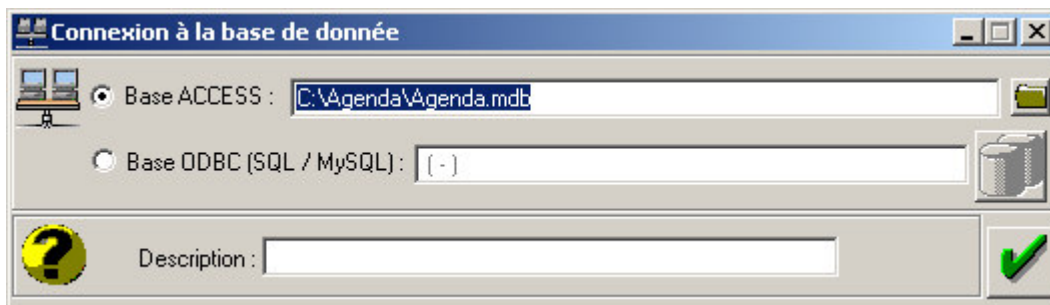 Connexion à la base de donnée
Base ACCESS : C:\Agenda\Agenda.mdb
Base ODBC (SQL / MySQL) : ( - )
Description :